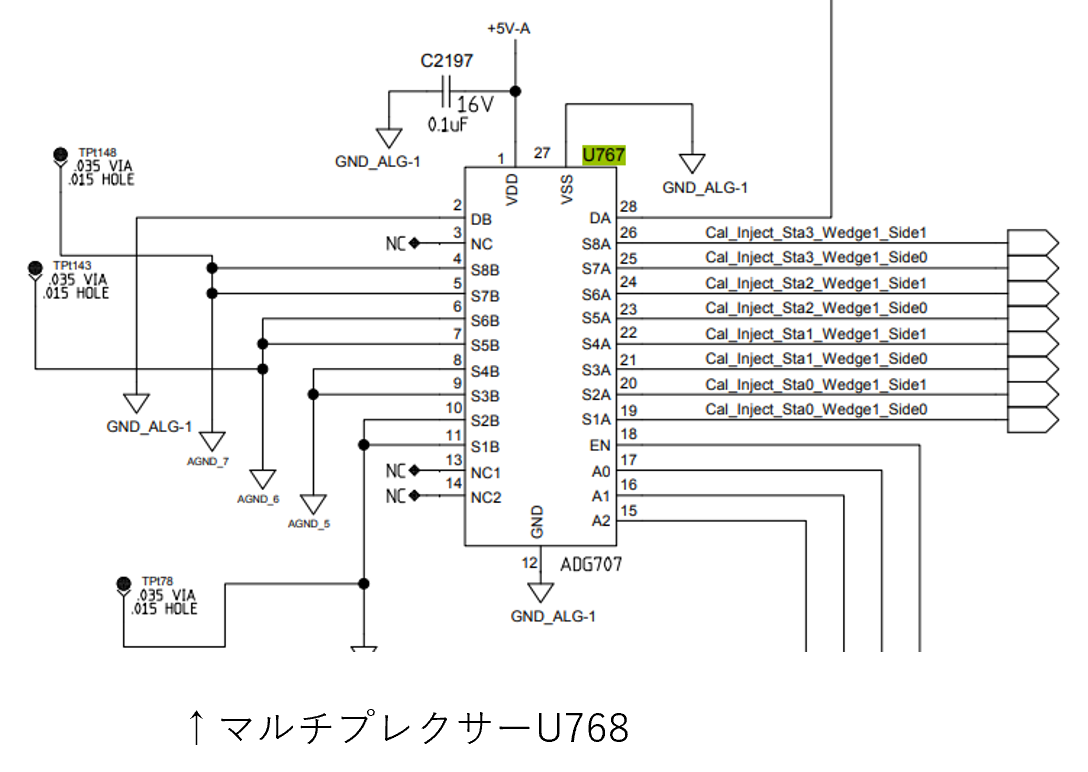 +5V-A
C2197
16V
0.1uF
GND_ALG-1
1
27
U767
GND_ALG-1
VDD
VSS
TPt148
.035 VIA
.015 HOLE
TPt143
.035 VIA
.015 HOLE
2 DB
NC 3 NC
4 S8B
5 S7B
6 S6B
7 S5B
8 S4B
9 S3B
10 S2B
11 S1B
NC 13 NC1
NC 14 NC2
DA 28
S8A 26 Cal_Inject_Sta3_Wedge1_Side1
S7A 25 Cal_Inject_Sta3_Wedge1_Side0
S6A 24 Cal_Inject_Sta2_Wedge1_Side1
S5A 23 Cal_Inject_Sta2_Wedge1_Side0
S4A 22 Cal_Inject_Sta1_Wedge1_Side1
S3A 21 Cal_Inject_Sta1_Wedge1_Side0
S2A 20 Cal_Inject_Sta0_Wedge1_Side1
S1A 19 Cal_Inject_Sta0_Wedge1_Side0
EN 18
A0 17
A1 16
A2 15
GND_ALG-1
AGND_7
AGND_6
AGND_5
GND
12
ADG707
GND_ALG-1
TPt78
.035 VIA
.015 HOLE
↑マルチプレクサーU768